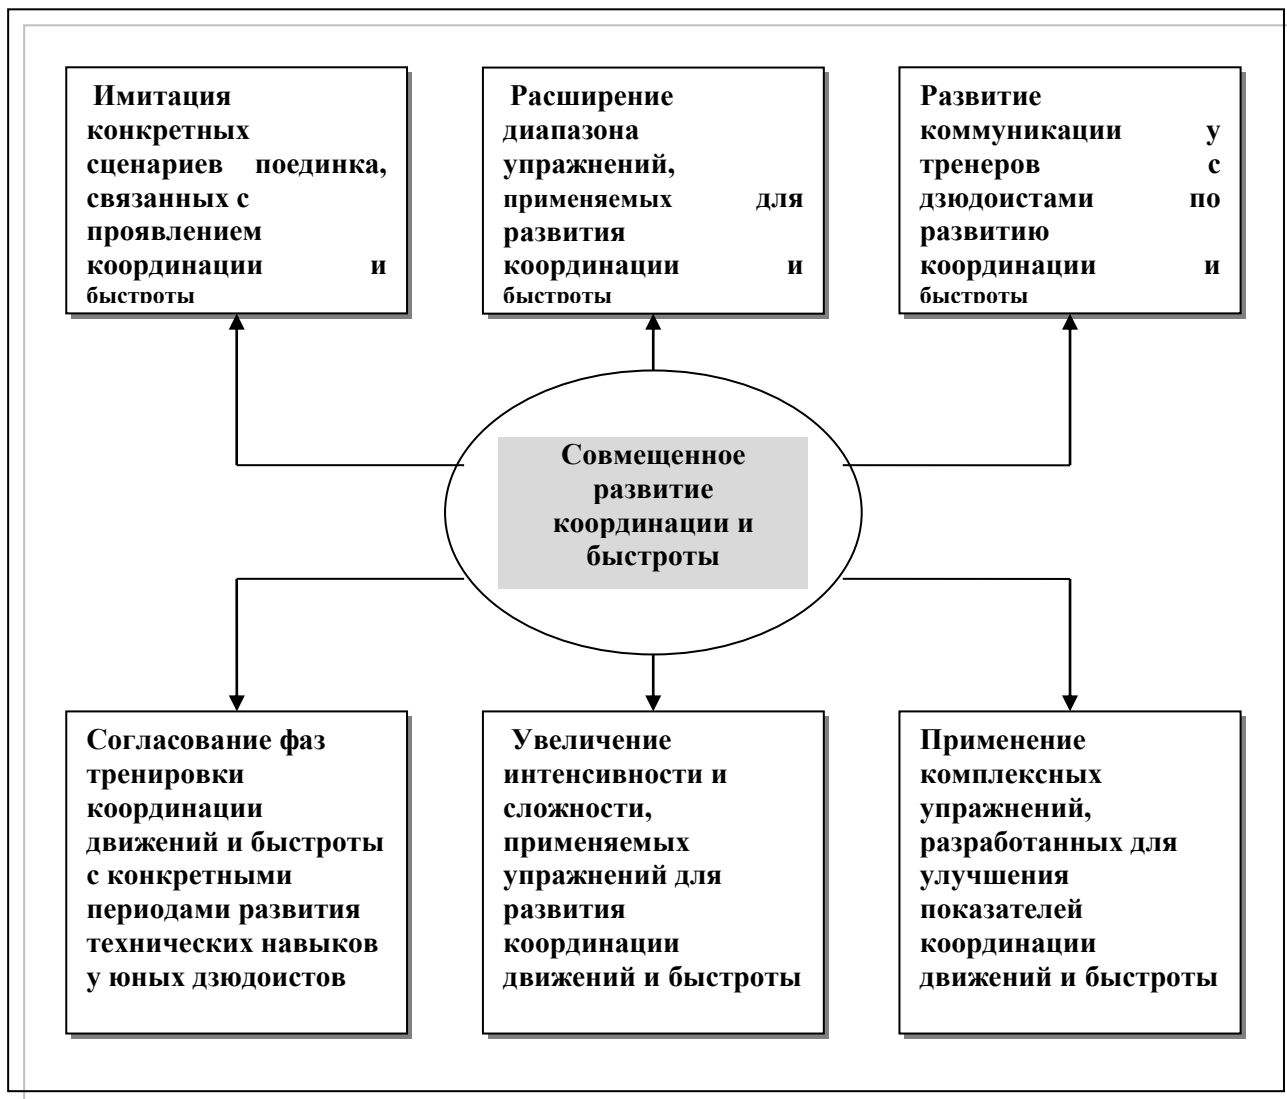 Имитация
конкретных
сценариев поединка,
связанных с
проявлением
координации и
быстроты
Расширение
диапазона
упражнений,
применяемых для
развития
координации и
быстроты
Развитие
коммуникации у
тренеров с
дзюдоистами по
развитию
координации и
быстроты
Совмещенное
развитие
координации и
быстроты
Согласование фаз
тренировки
координации
движений и быстроты
с конкретными
периодами развития
технических навыков
у юных дзюдоистов
Увеличение
интенсивности и
сложности,
применяемых
упражнений для
развития
координации
движений и быстроты
Применение
комплексных
упражнений,
разработанных для
улучшения
показателей
координации
движений и быстроты